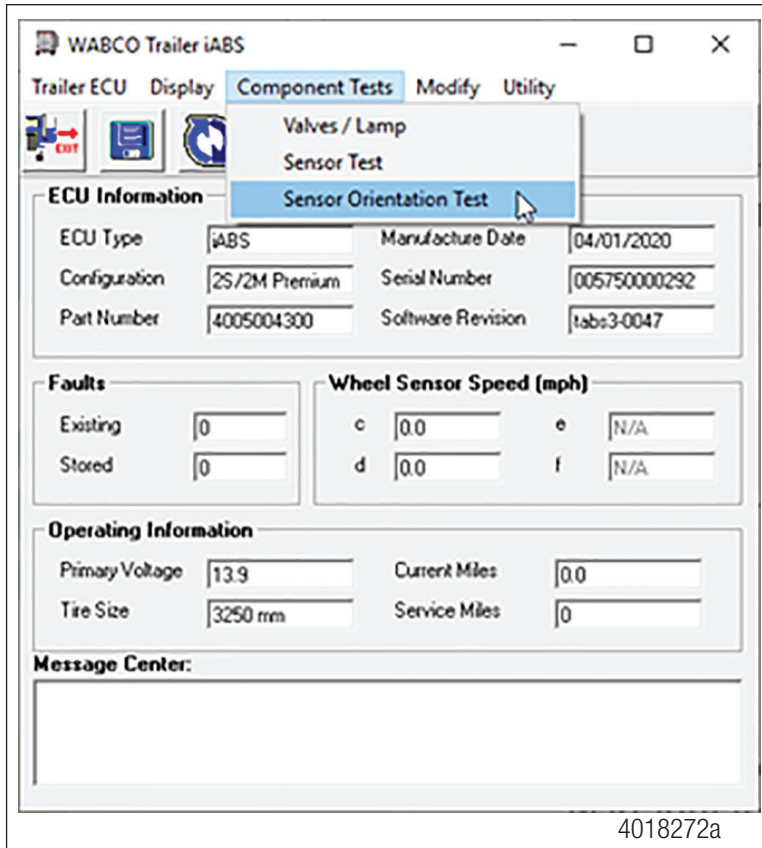 WABCO Trailer iABS
Trailer ECU Display Component Tests Modify Utility
Valves / Lamp
Sensor Test
Sensor Orientation Test
EXIT
ECU Information
ECU Type iABS Manufacture Date 04/01/2020
Configuration 2S/2M Premium Serial Number 005750000292
Part Number 4005004300 Software Revision tabs3-0047
Faults Wheel Sensor Speed (mph)
Existing 0 c 0.0 e N/A
Stored 0 d 0.0 f N/A
Operating Information
Primary Voltage 13.9 Current Miles 0.0
Tire Size 3250 mm Service Miles 0
Message Center:
4018272a